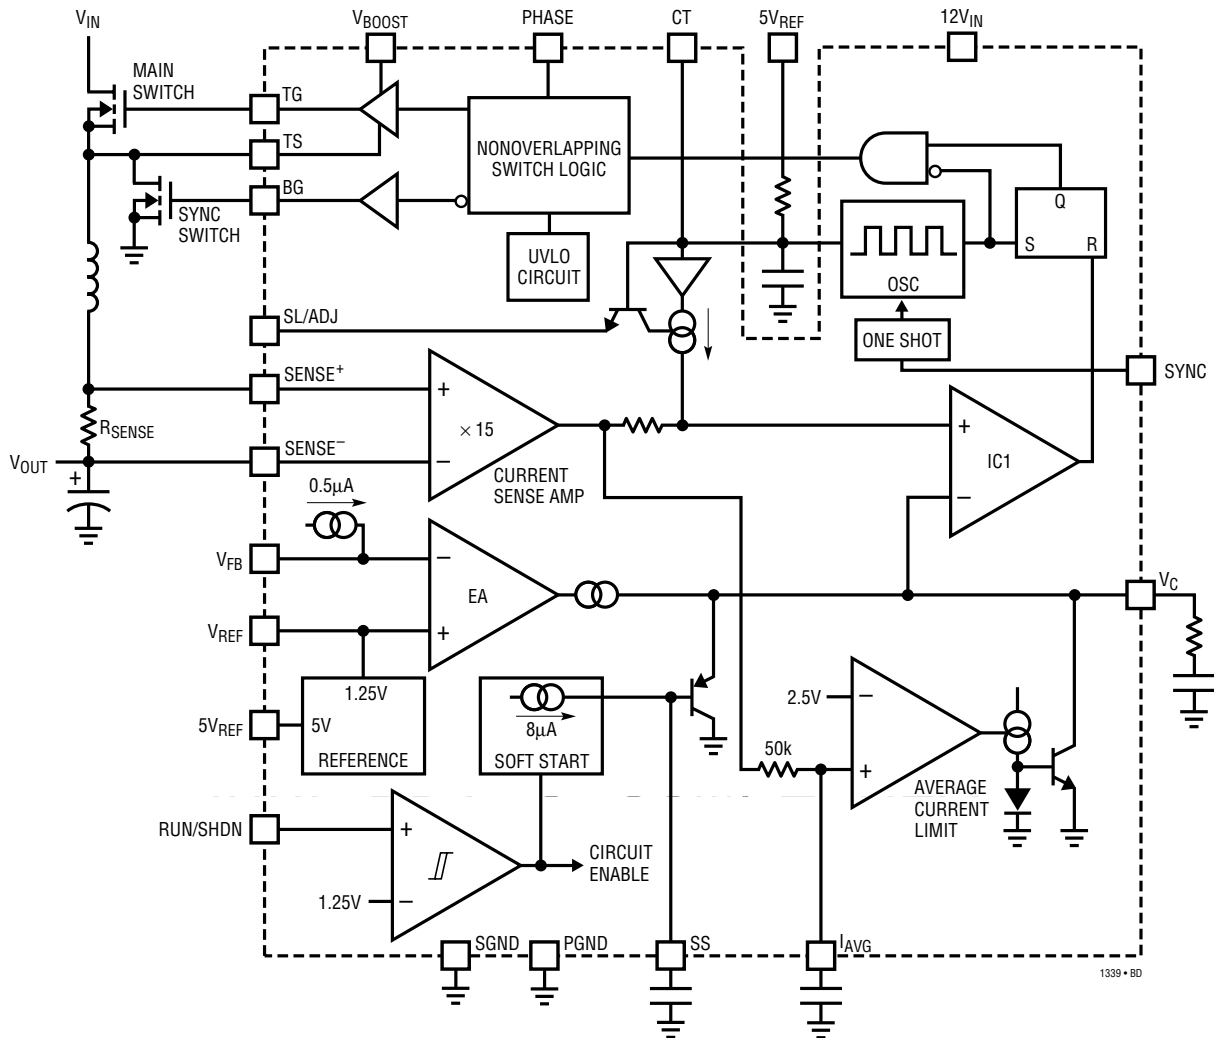 VIN
VBOOST
PHASE
CT
5VREF
12VIN
MAIN
SWITCH
TG
TS
BG
SYNC
SWITCH
NONOVERLAPPING
SWITCH LOGIC
UVLO
CIRCUIT
Q
S
R
OSC
ONE SHOT
SYNC
SL/ADJ
SENSE+
+
× 15
−
CURRENT
SENSE AMP
RSENSE
SENSE−
VOUT
+
+
IC1
−
0.5µA
VFB
−
EA
+
VREF
VC
1.25V
5V
REFERENCE
5VREF
8µA
SOFT START
2.5V
−
50k
+
AVERAGE
CURRENT
LIMIT
RUN/SHDN
+
1.25V
−
CIRCUIT
ENABLE
SGND
PGND
SS
IAVG
1339 • BD